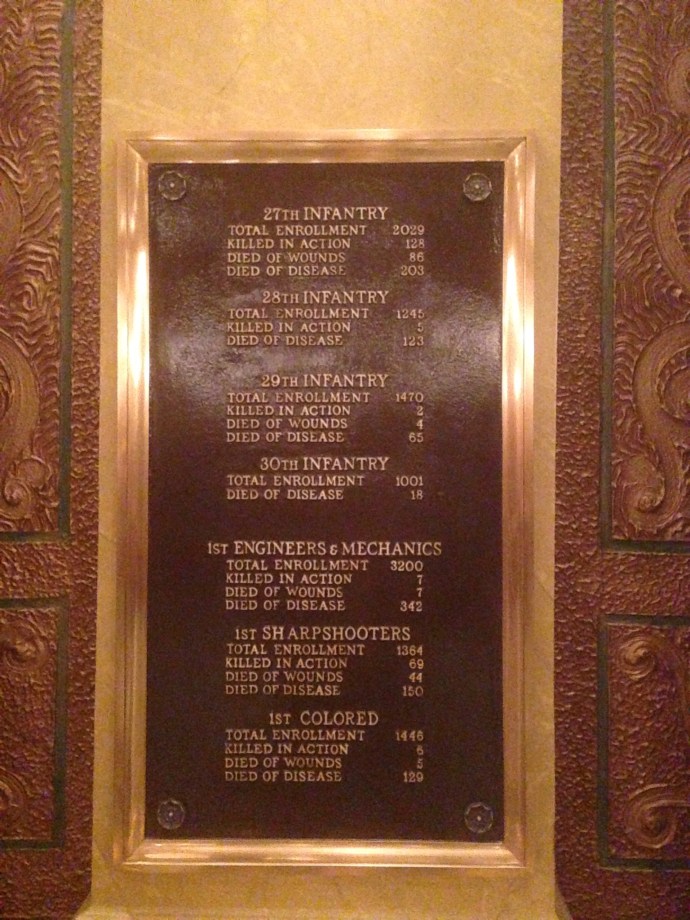 27TH INFANTRY
TOTAL ENROLLMENT 2029
KILLED IN ACTION 128
DIED OF WOUNDS 86
DIED OF DISEASE 203
28TH INFANTRY
TOTAL ENROLLMENT 1245
KILLED IN ACTION 5
DIED OF DISEASE 123
29TH INFANTRY
TOTAL ENROLLMENT 1470
KILLED IN ACTION 2
DIED OF WOUNDS 4
DIED OF DISEASE 65
30TH INFANTRY
TOTAL ENROLLMENT 1001
DIED OF DISEASE 18
1ST ENGINEERS & MECHANICS
TOTAL ENROLLMENT 3200
KILLED IN ACTION 7
DIED OF WOUNDS 7
DIED OF DISEASE 342
1ST SHARPSHOOTERS
TOTAL ENROLLMENT 1364
KILLED IN ACTION 69
DIED OF WOUNDS 44
DIED OF DISEASE 150
1ST COLORED
TOTAL ENROLLMENT 1446
KILLED IN ACTION 6
DIED OF WOUNDS 5
DIED OF DISEASE 129